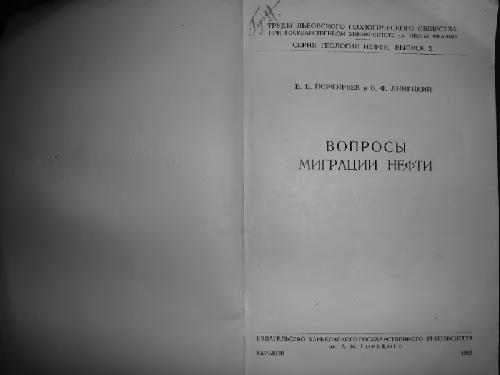 ТРУДЫ ЛЬВОВСКОГО ГЕОЛОГИЧЕСКОГО ОБЩЕСТВА
ПРИ ГОСУДАРСТВЕННОМ УНИВЕРСИТЕТЕ им. ИВАНА ФРАНКО
СЕРИЯ ГЕОЛОГИИ НЕФТИ, ВЫПУСК 2
В. Б. ПОРФИРЬЕВ и В. Ф. ЛИНЕЦКИЙ
ВОПРОСЫ
МИГРАЦИИ НЕФТИ
ИЗДАТЕЛЬСТВО ХАРЬКОВСКОГО ГОСУДАРСТВЕННОГО УНИВЕРСИТЕТА
им. А. М. ГОРЬКОГО
ХАРЬКОВ 1952